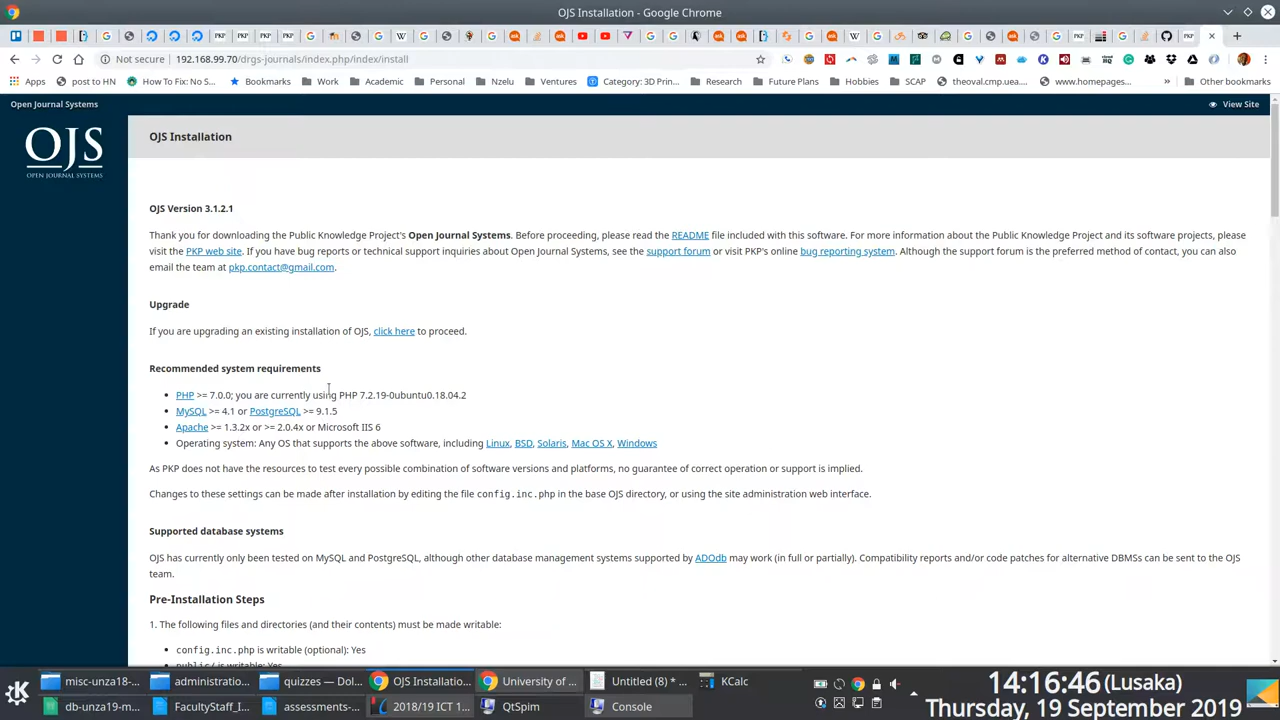 OJS Installation - Google Chrome
Not secure | 192.168.99.70/drgs-journals/index.php/index/install
Apps post to HN How To Fix: No S... Bookmarks Work Academic Personal Nzelu Ventures Category: 3D Prin... Research Future Plans Hobbies SCAP theoval.cmp.uea.... www.homepages... » Other bookmarks
Open Journal Systems View Site
OJS
OPEN JOURNAL SYSTEMS
OJS Installation
OJS Version 3.1.2.1
Thank you for downloading the Public Knowledge Project's Open Journal Systems. Before proceeding, please read the README file included with this software. For more information about the Public Knowledge Project and its software projects, please
visit the PKP web site. If you have bug reports or technical support inquiries about Open Journal Systems, see the support forum or visit PKP's online bug reporting system. Although the support forum is the preferred method of contact, you can also
email the team at pkp.contact@gmail.com.
Upgrade
If you are upgrading an existing installation of OJS, click here to proceed.
Recommended system requirements
• PHP >= 7.0.0; you are currently using PHP 7.2.19-0ubuntu0.18.04.2
• MySQL >= 4.1 or PostgreSQL >= 9.1.5
• Apache >= 1.3.2x or >= 2.0.4x or Microsoft IIS 6
• Operating system: Any OS that supports the above software, including Linux, BSD, Solaris, Mac OS X, Windows
As PKP does not have the resources to test every possible combination of software versions and platforms, no guarantee of correct operation or support is implied.
Changes to these settings can be made after installation by editing the file config.inc.php in the base OJS directory, or using the site administration web interface.
Supported database systems
OJS has currently only been tested on MySQL and PostgreSQL, although other database management systems supported by ADOdb may work (in full or partially). Compatibility reports and/or code patches for alternative DBMSs can be sent to the OJS
team.
Pre-Installation Steps
1. The following files and directories (and their contents) must be made writable:
• config.inc.php is writable (optional): Yes
• public/ is writable: Yes
misc-unza18-... administratio... quizzes — Dol... OJS Installatio... University of ... Untitled (8) * ... KCalc
db-unza19-m... FacultyStaff_I... assessments-... 2018/19 ICT 1... QtSpim Console
14:16:46 (Lusaka)
Thursday, 19 September 2019